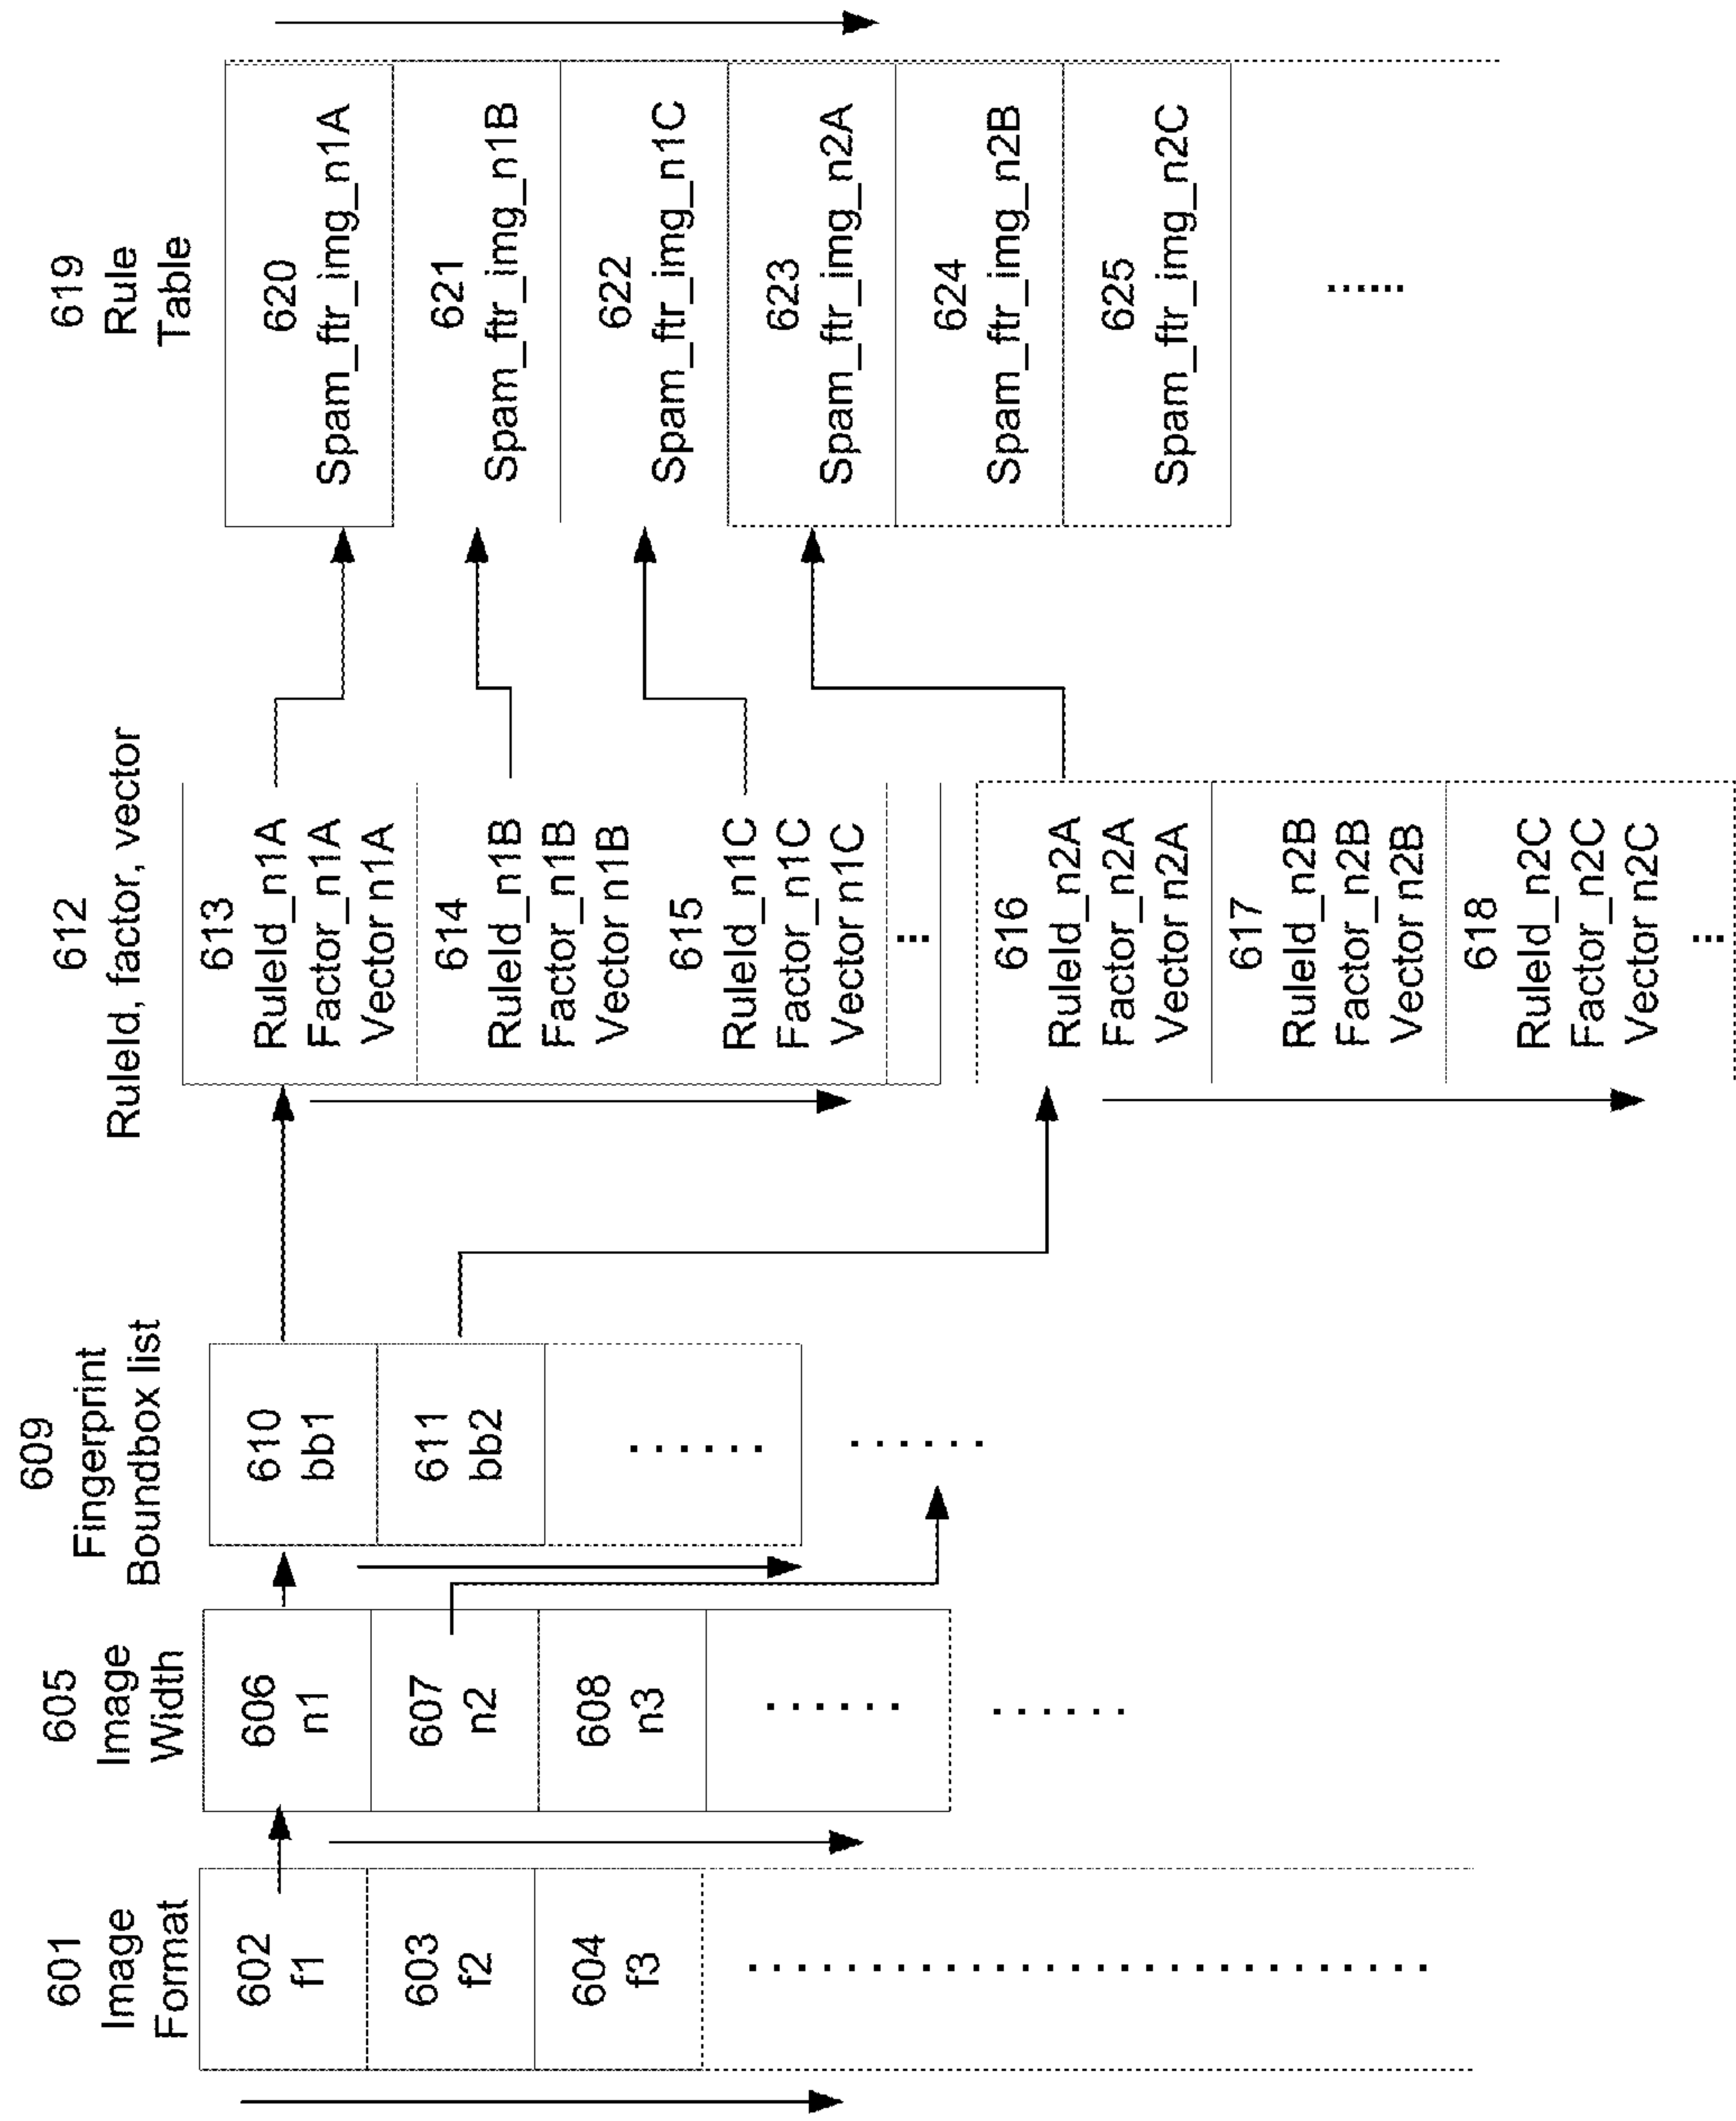 601
Image
Format
602
f1
603
f2
604
f3
605
Image
Width
606
n1
607
n2
608
n3
609
Fingerprint
Boundbox list
610
bb1
611
bb2
612
RuleId, factor, vector
613
RuleId_n1A
Factor_n1A
Vector n1A
614
RuleId_n1B
Factor_n1B
Vector n1B
615
RuleId_n1C
Factor_n1C
Vector n1C
...
616
RuleId_n2A
Factor_n2A
Vector n2A
617
RuleId_n2B
Factor_n2B
Vector n2B
618
RuleId_n2C
Factor_n2C
Vector n2C
...
619
Rule
Table
620
Spam_ftr_img_n1A
621
Spam_ftr_img_n1B
622
Spam_ftr_img_n1C
623
Spam_ftr_img_n2A
624
Spam_ftr_img_n2B
625
Spam_ftr_img_n2C
......